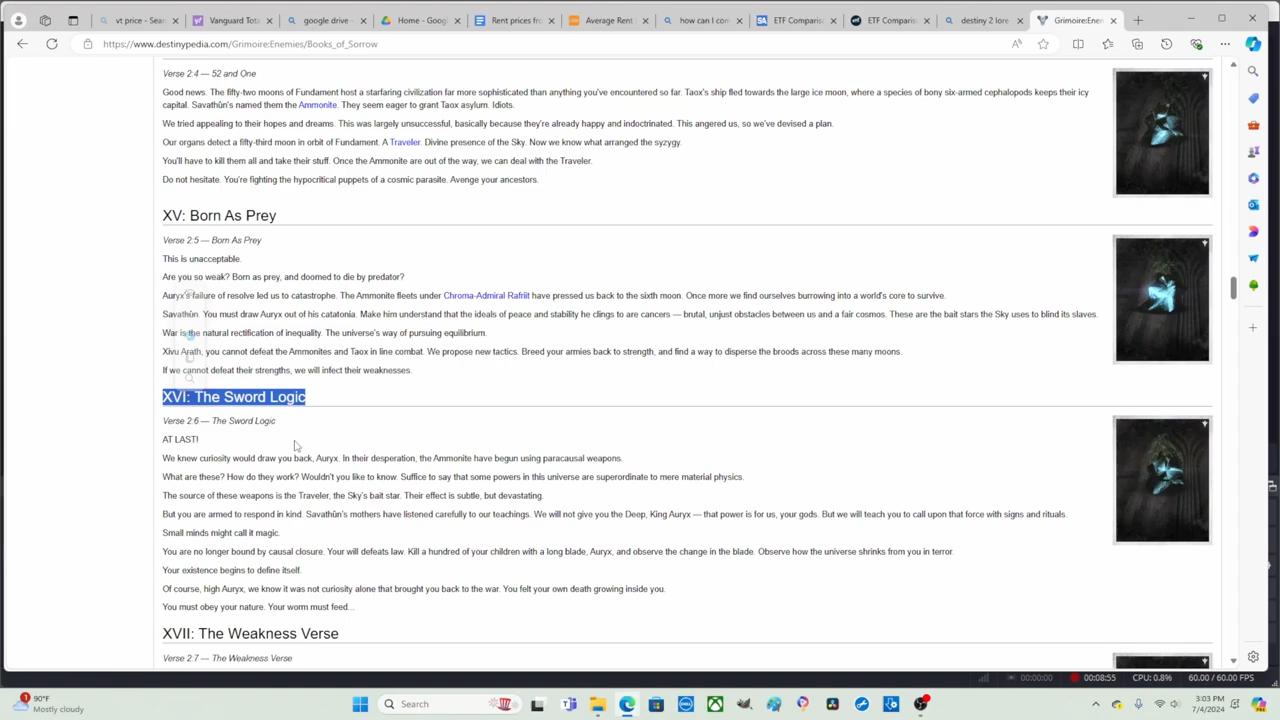 vt price - Sear
Vanguard Tota
google drive -
Home - Googl
Rent prices fro
Average Rent
how can I com
ETF Comparis
ETF Comparis
destiny 2 lore
Grimoire:Enem
https://www.destinypedia.com/Grimoire:Enemies/Books_of_Sorrow
Verse 2:4 — 52 and One
Good news. The fifty-two moons of Fundament host a starfaring civilization far more sophisticated than anything you've encountered so far. Taox's ship fled towards the large ice moon, where a species of bony six-armed cephalopods keeps their icy
capital. Savathûn's named them the Ammonite. They seem eager to grant Taox asylum. Idiots.
We tried appealing to their hopes and dreams. This was largely unsuccessful, basically because they're already happy and indoctrinated. This angered us, so we've devised a plan.
Our organs detect a fifty-third moon in orbit of Fundament. A Traveler. Divine presence of the Sky. Now we know what arranged the syzygy.
You'll have to kill them all and take their stuff. Once the Ammonite are out of the way, we can deal with the Traveler.
Do not hesitate. You're fighting the hypocritical puppets of a cosmic parasite. Avenge your ancestors.
XV: Born As Prey
Verse 2:5 — Born As Prey
This is unacceptable.
Are you so weak? Born as prey, and doomed to die by predator?
Auryx's failure of resolve led us to catastrophe. The Ammonite fleets under Chroma-Admiral Rafriit have pressed us back to the sixth moon. Once more we find ourselves burrowing into a world's core to survive.
Savathûn. You must draw Auryx out of his catatonia. Make him understand that the ideals of peace and stability he clings to are cancers — brutal, unjust obstacles between us and a fair cosmos. These are the bait stars the Sky uses to blind its slaves.
War is the natural rectification of inequality. The universe's way of pursuing equilibrium.
Xivu Arath, you cannot defeat the Ammonites and Taox in line combat. We propose new tactics. Breed your armies back to strength, and find a way to disperse the broods across these many moons.
If we cannot defeat their strengths, we will infect their weaknesses.
XVI: The Sword Logic
Verse 2:6 — The Sword Logic
AT LAST!
We knew curiosity would draw you back, Auryx. In their desperation, the Ammonite have begun using paracausal weapons.
What are these? How do they work? Wouldn't you like to know. Suffice to say that some powers in this universe are superordinate to mere material physics.
The source of these weapons is the Traveler, the Sky's bait star. Their effect is subtle, but devastating.
But you are armed to respond in kind. Savathûn's mothers have listened carefully to our teachings. We will not give you the Deep, King Auryx — that power is for us, your gods. But we will teach you to call upon that force with signs and rituals.
Small minds might call it magic.
You are no longer bound by causal closure. Your will defeats law. Kill a hundred of your children with a long blade, Auryx, and observe the change in the blade. Observe how the universe shrinks from you in terror.
Your existence begins to define itself.
Of course, high Auryx, we know it was not curiosity alone that brought you back to the war. You felt your own death growing inside you.
You must obey your nature. Your worm must feed...
XVII: The Weakness Verse
Verse 2:7 — The Weakness Verse
00:00:00
00:08:55
CPU: 0.8%
60.00 / 60.00 FPS
1
90°F
Mostly cloudy
Search
3:03 PM
7/4/2024